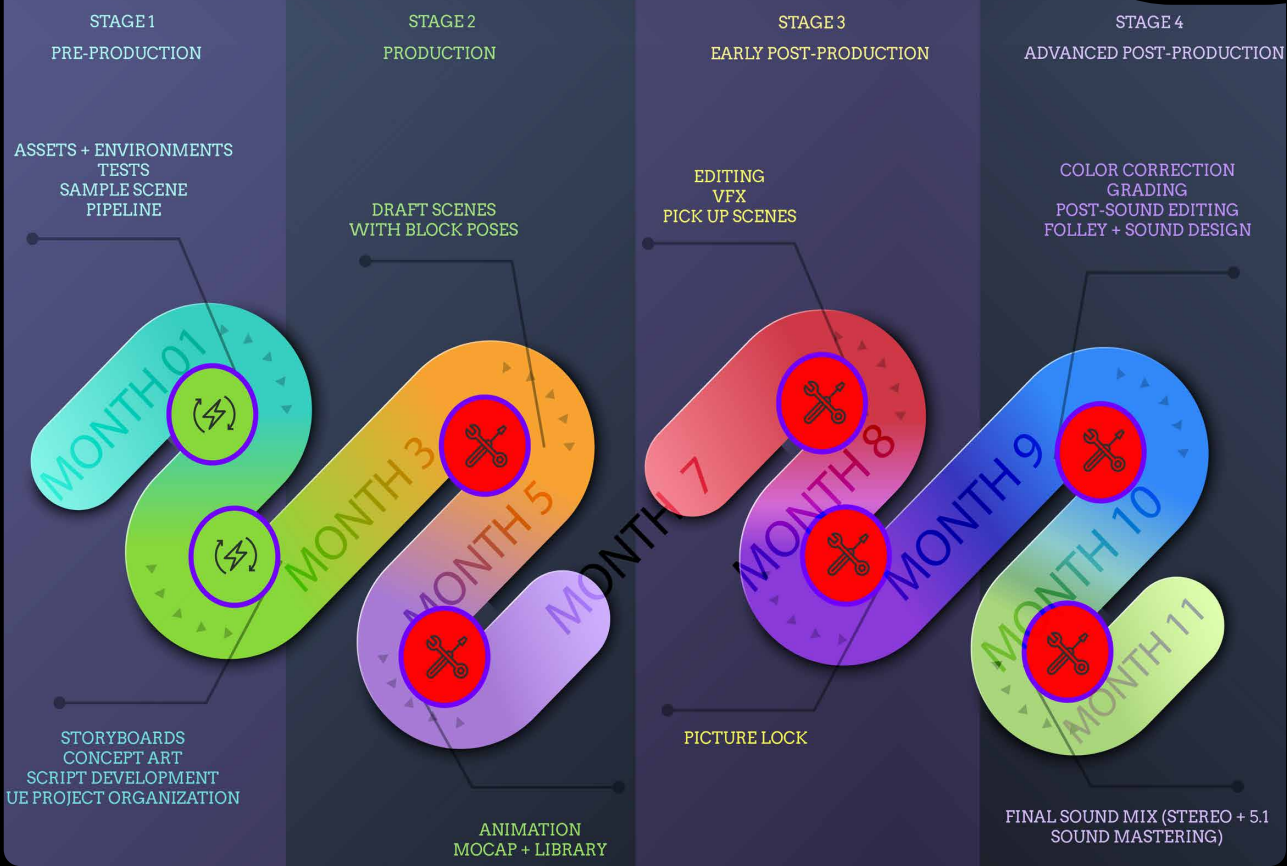 STAGE 1
PRE-PRODUCTION
ASSETS + ENVIRONMENTS
TESTS
SAMPLE SCENE
PIPELINE
MONTH 01
STORYBOARDS
CONCEPT ART
SCRIPT DEVELOPMENT
UE PROJECT ORGANIZATION
STAGE 2
PRODUCTION
DRAFT SCENES
WITH BLOCK POSES
MONTH 3
MONTH 5
ANIMATION
MOCAP + LIBRARY
MONTH 7
STAGE 3
EARLY POST-PRODUCTION
EDITING
VFX
PICK UP SCENES
MONTH 8
PICTURE LOCK
MONTH 9
STAGE 4
ADVANCED POST-PRODUCTION
COLOR CORRECTION
GRADING
POST-SOUND EDITING
FOLLEY + SOUND DESIGN
MONTH 10
MONTH 11
FINAL SOUND MIX (STEREO + 5.1
SOUND MASTERING)